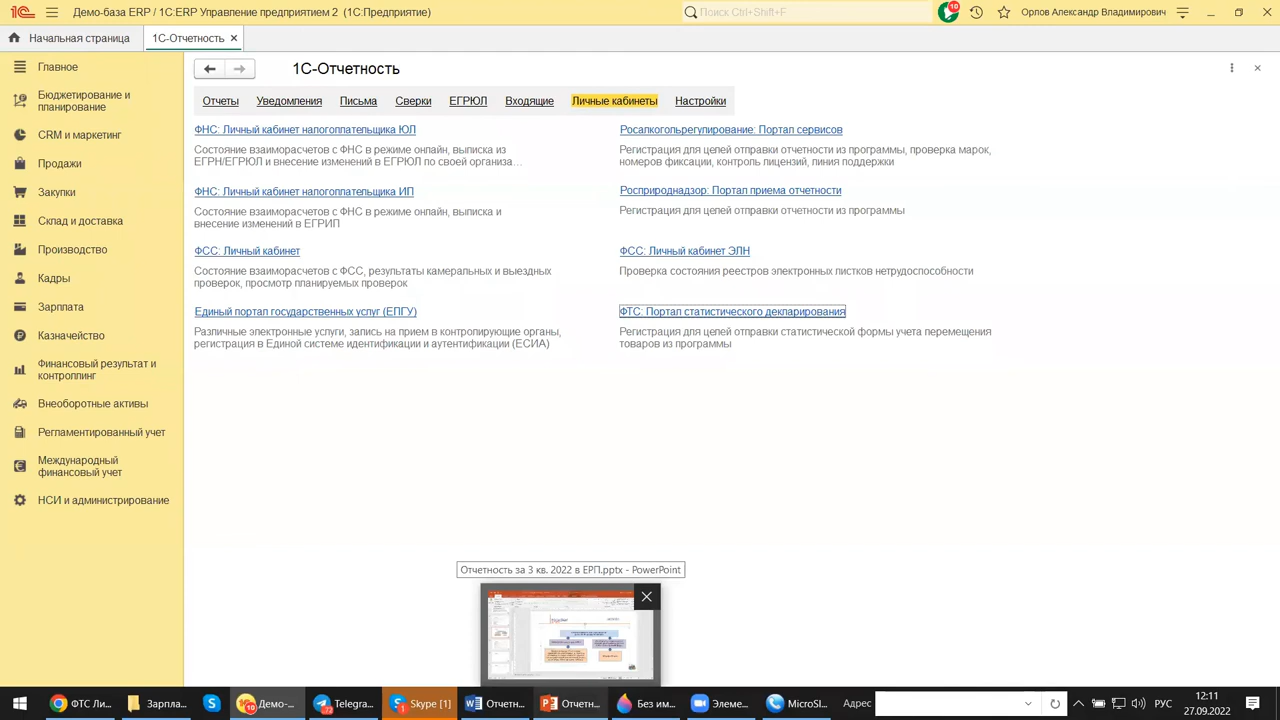 Демо-база ERP / 1С:ERP Управление предприятием 2 (1С:Предприятие)
Поиск Ctrl+Shift+F
10
Орлов Александр Владимирович
Начальная страница
1С-Отчетность
Главное
Бюджетирование и
планирование
CRM и маркетинг
Продажи
Закупки
Склад и доставка
Производство
Кадры
Зарплата
Казначейство
Финансовый результат и
контроллинг
Внеоборотные активы
Регламентированный учет
Международный
финансовый учет
НСИ и администрирование
1С-Отчетность
Отчеты
Уведомления
Письма
Сверки
ЕГРЮЛ
Входящие
Личные кабинеты
Настройки
ФНС: Личный кабинет налогоплательщика ЮЛ
Состояние взаиморасчетов с ФНС в режиме онлайн, выписка из
ЕГРН/ЕГРЮЛ и внесение изменений в ЕГРЮЛ по своей организа...
ФНС: Личный кабинет налогоплательщика ИП
Состояние взаиморасчетов с ФНС в режиме онлайн, выписка и
внесение изменений в ЕГРИП
ФСС: Личный кабинет
Состояние взаиморасчетов с ФСС, результаты камеральных и выездных
проверок, просмотр планируемых проверок
Единый портал государственных услуг (ЕПГУ)
Различные электронные услуги, запись на прием в контролирующие органы,
регистрация в Единой системе идентификации и аутентификации (ЕСИА)
Росалкогольрегулирование: Портал сервисов
Регистрация для целей отправки отчетности из программы, проверка марок,
номеров фиксации, контроль лицензий, линия поддержки
Росприроднадзор: Портал приема отчетности
Регистрация для целей отправки отчетности из программы
ФСС: Личный кабинет ЭЛН
Проверка состояния реестров электронных листков нетрудоспособности
ФТС: Портал статистического декларирования
Регистрация для целей отправки статистической формы учета перемещения
товаров из программы
Отчетность за 3 кв. 2022 в ЕРП.pptx - PowerPoint
ФТС Ли...
Зарпла...
Демо-...
Telegra...
Skype [1]
Отчетн...
Отчетн...
Без им...
Элеме...
MicroSI...
Адрес
РУС
12:11
27.09.2022